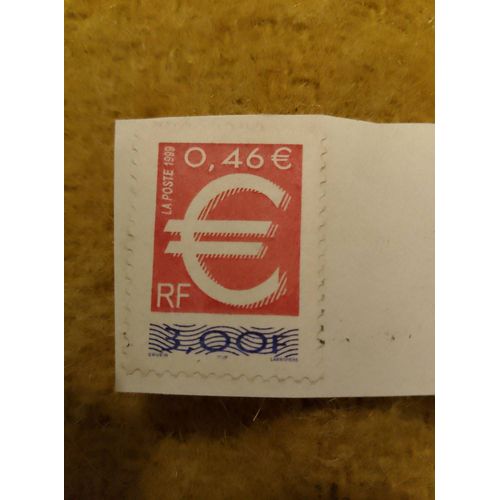 0,46 €
LA POSTE 1999
€
RF
3,00F